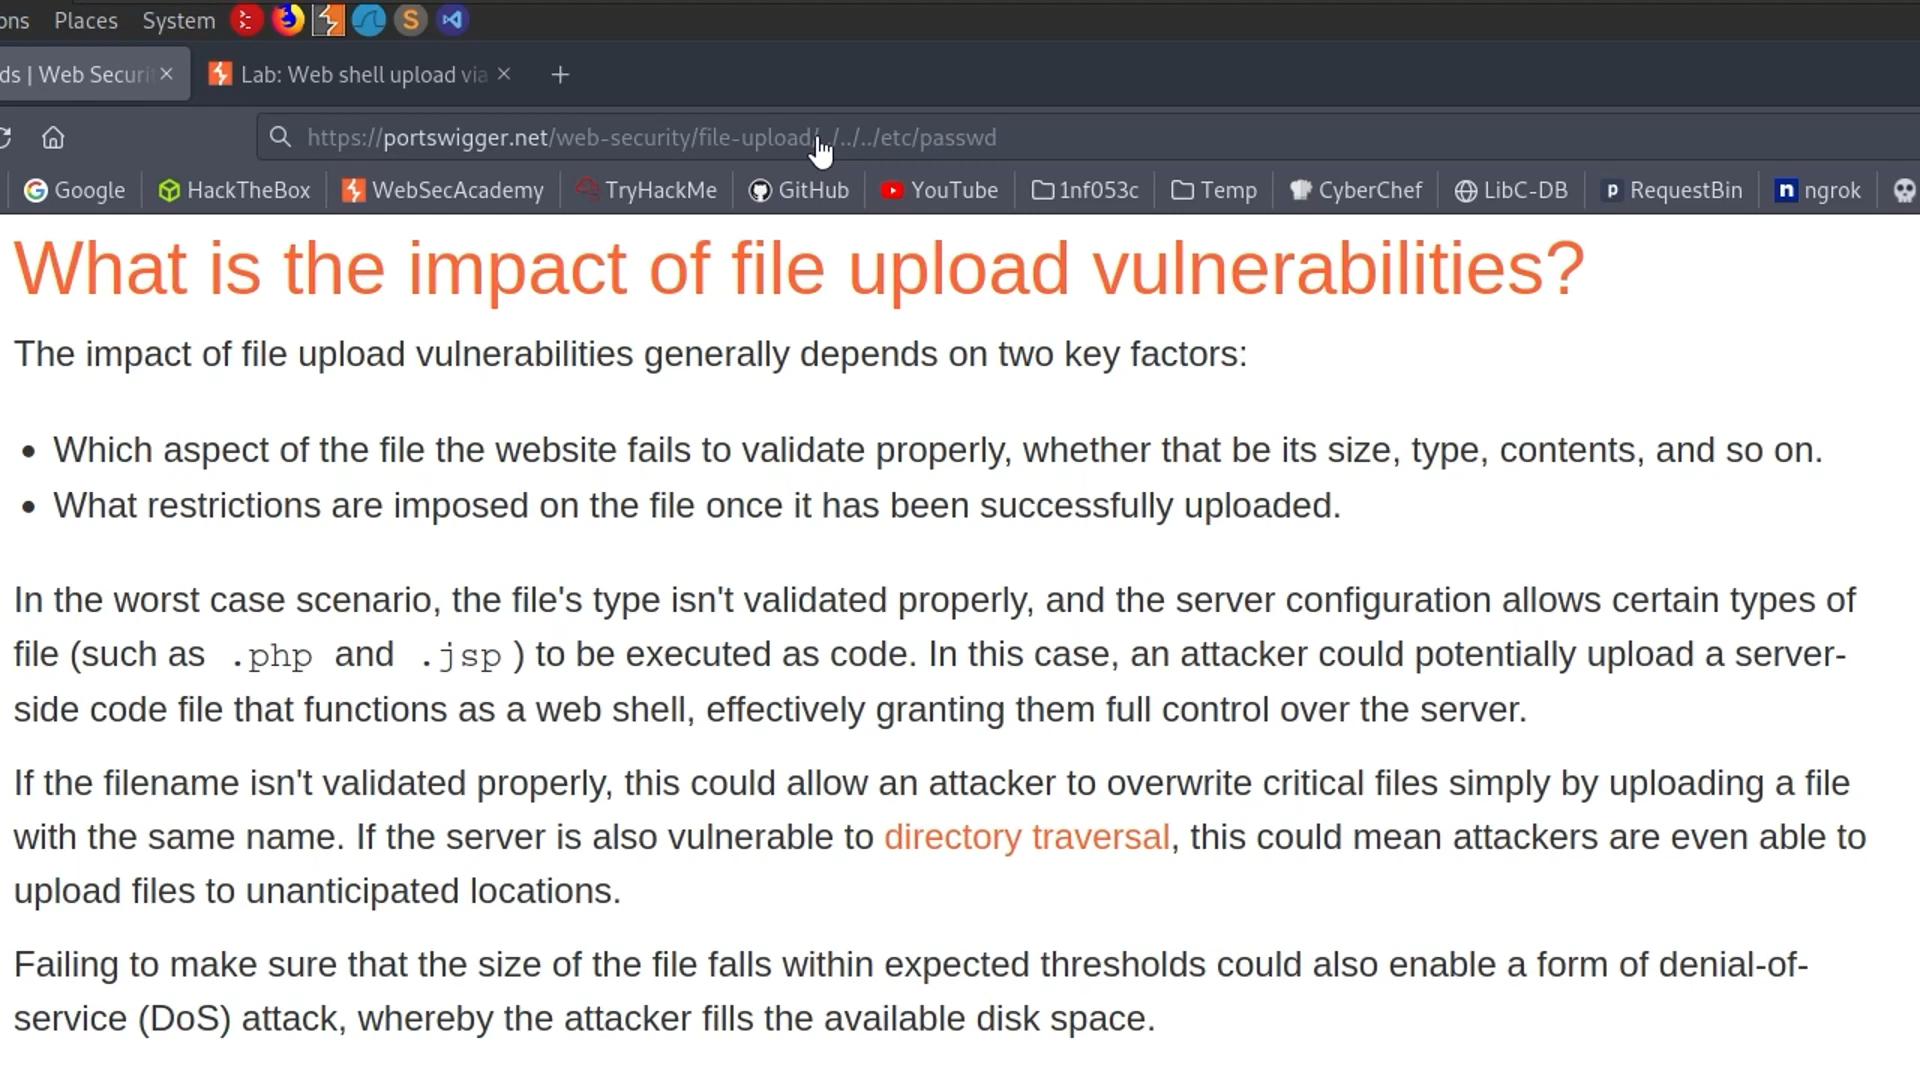 ons Places System
ds | Web Securi Lab: Web shell upload via
https://portswigger.net/web-security/file-upload/../../../etc/passwd
Google HackTheBox WebSecAcademy TryHackMe GitHub YouTube 1nf053c Temp CyberChef LibC-DB RequestBin ngrok
What is the impact of file upload vulnerabilities?
The impact of file upload vulnerabilities generally depends on two key factors:
• Which aspect of the file the website fails to validate properly, whether that be its size, type, contents, and so on.
• What restrictions are imposed on the file once it has been successfully uploaded.
In the worst case scenario, the file's type isn't validated properly, and the server configuration allows certain types of
file (such as .php and .jsp ) to be executed as code. In this case, an attacker could potentially upload a server-
side code file that functions as a web shell, effectively granting them full control over the server.
If the filename isn't validated properly, this could allow an attacker to overwrite critical files simply by uploading a file
with the same name. If the server is also vulnerable to directory traversal, this could mean attackers are even able to
upload files to unanticipated locations.
Failing to make sure that the size of the file falls within expected thresholds could also enable a form of denial-of-
service (DoS) attack, whereby the attacker fills the available disk space.